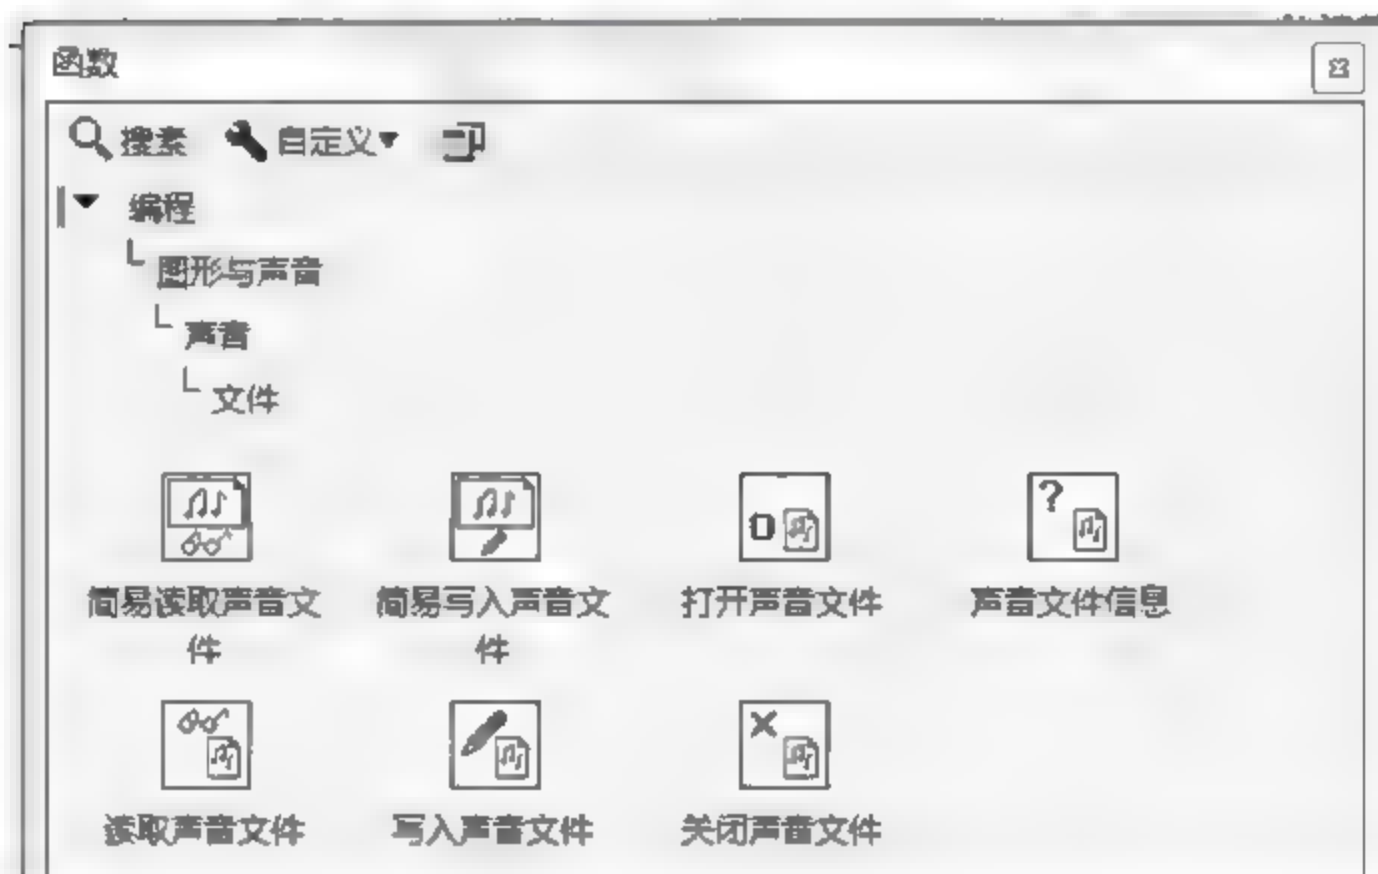 函数
搜索 自定义
编程
图形与声音
声音
文件
简易读取声音文 简易写入声音文 打开声音文件 声音文件信息
件 件
读取声音文件 写入声音文件 关闭声音文件